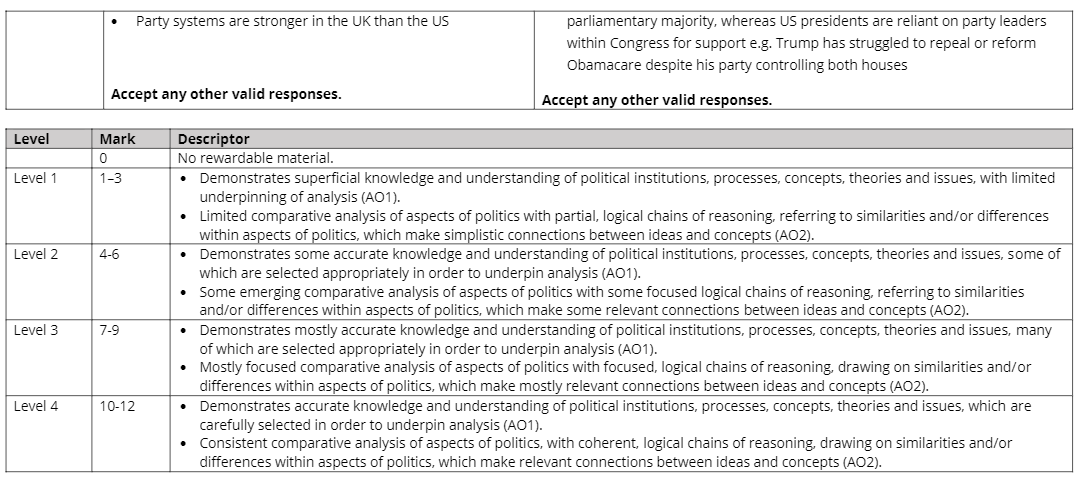 • Party systems are stronger in the UK than the US
Accept any other valid responses.
parliamentary majority, whereas US presidents are reliant on party leaders
within Congress for support e.g. Trump has struggled to repeal or reform
Obamacare despite his party controlling both houses
Accept any other valid responses.
Level Mark Descriptor
0 No rewardable material.
Level 1 1–3 • Demonstrates superficial knowledge and understanding of political institutions, processes, concepts, theories and issues, with limited
underpinning of analysis (AO1).
• Limited comparative analysis of aspects of politics with partial, logical chains of reasoning, referring to similarities and/or differences
within aspects of politics, which make simplistic connections between ideas and concepts (AO2).
Level 2 4-6 • Demonstrates some accurate knowledge and understanding of political institutions, processes, concepts, theories and issues, some of
which are selected appropriately in order to underpin analysis (AO1).
• Some emerging comparative analysis of aspects of politics with some focused logical chains of reasoning, referring to similarities
and/or differences within aspects of politics, which make some relevant connections between ideas and concepts (AO2).
Level 3 7-9 • Demonstrates mostly accurate knowledge and understanding of political institutions, processes, concepts, theories and issues, many
of which are selected appropriately in order to underpin analysis (AO1).
• Mostly focused comparative analysis of aspects of politics with focused, logical chains of reasoning, drawing on similarities and/or
differences within aspects of politics, which make mostly relevant connections between ideas and concepts (AO2).
Level 4 10-12 • Demonstrates accurate knowledge and understanding of political institutions, processes, concepts, theories and issues, which are
carefully selected in order to underpin analysis (AO1).
• Consistent comparative analysis of aspects of politics, with coherent, logical chains of reasoning, drawing on similarities and/or
differences within aspects of politics, which make relevant connections between ideas and concepts (AO2).